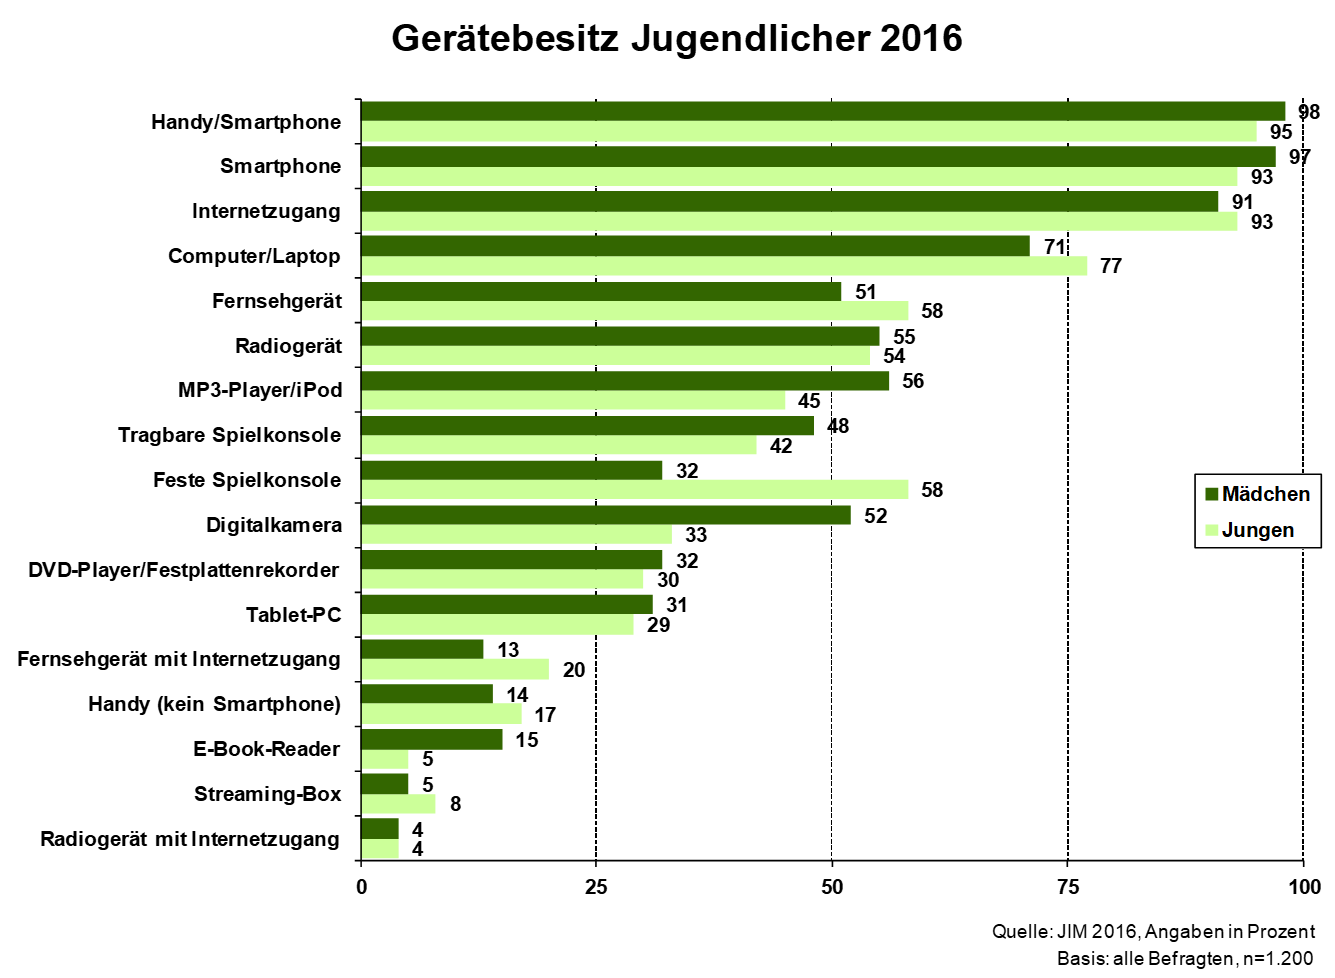 Gerätebesitz Jugendlicher 2016
Handy/Smartphone 98 95
Smartphone 97 93
Internetzugang 91 93
Computer/Laptop 71 77
Fernsehgerät 51 58
Radiogerät 55 54
MP3-Player/iPod 56 45
Tragbare Spielkonsole 48 42
Feste Spielkonsole 32 58
Digitalkamera 52 33
DVD-Player/Festplattenrekorder 32 30
Tablet-PC 31 29
Fernsehgerät mit Internetzugang 13 20
Handy (kein Smartphone) 14 17
E-Book-Reader 15 5
Streaming-Box 5 8
Radiogerät mit Internetzugang 4 4
0 25 50 75 100
Mädchen
Jungen
Quelle: JIM 2016, Angaben in Prozent
Basis: alle Befragten, n=1.200